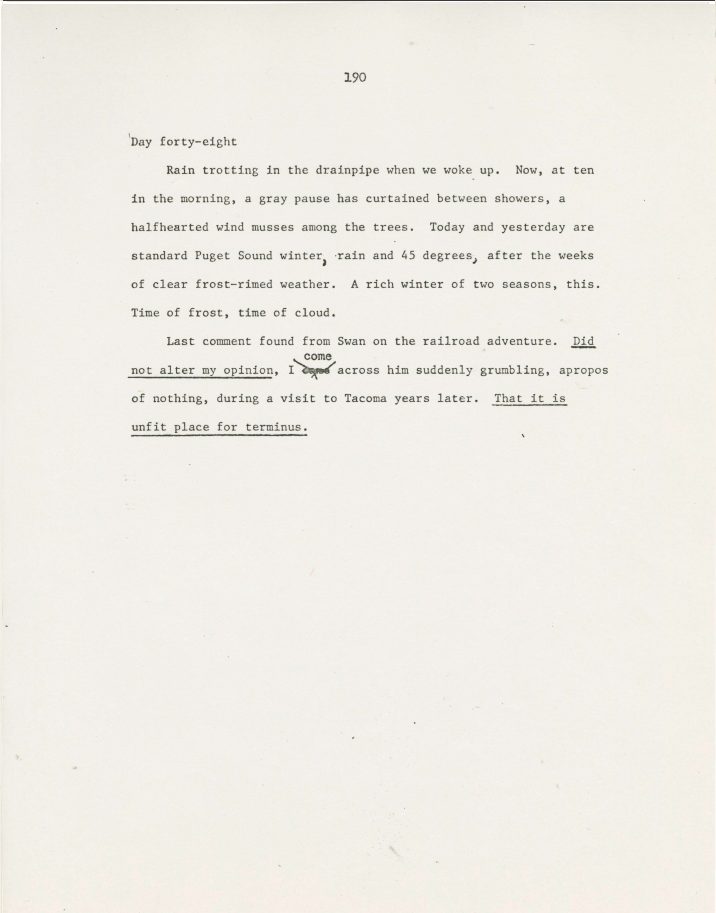 190
Day forty-eight
Rain trotting in the drainpipe when we woke up. Now, at ten
in the morning, a gray pause has curtained between showers, a
halfhearted wind musses among the trees. Today and yesterday are
standard Puget Sound winter, rain and 45 degrees, after the weeks
of clear frost-rimed weather. A rich winter of two seasons, this.
Time of frost, time of cloud.
Last comment found from Swan on the railroad adventure. Did
come
not alter my opinion, I across him suddenly grumbling, apropos
of nothing, during a visit to Tacoma years later. That it is
unfit place for terminus.